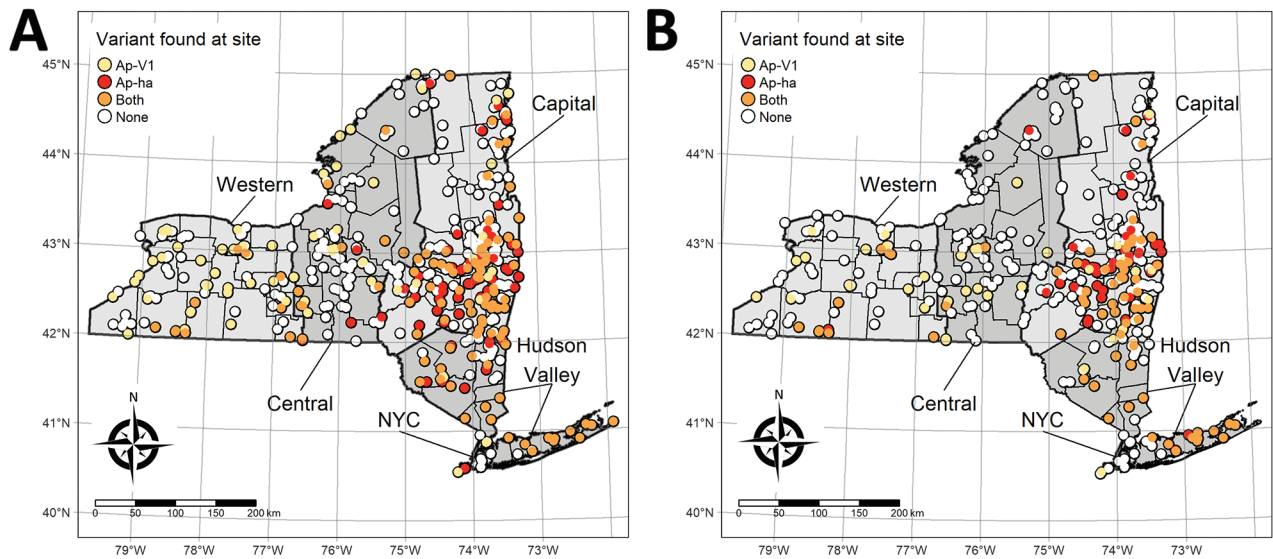 A
Variant found at site
Ap-V1
Ap-ha
Both
None
45°N
44°N
43°N
42°N
41°N
40°N
Capital
Western
Hudson
Valley
Central
NYC
N
0 50 100 150 200 km
79°W 78°W 77°W 76°W 75°W 74°W 73°W
B
Variant found at site
Ap-V1
Ap-ha
Both
None
45°N
44°N
43°N
42°N
41°N
40°N
Capital
Western
Hudson
Valley
Central
NYC
N
0 50 100 150 200 km
79°W 78°W 77°W 76°W 75°W 74°W 73°W